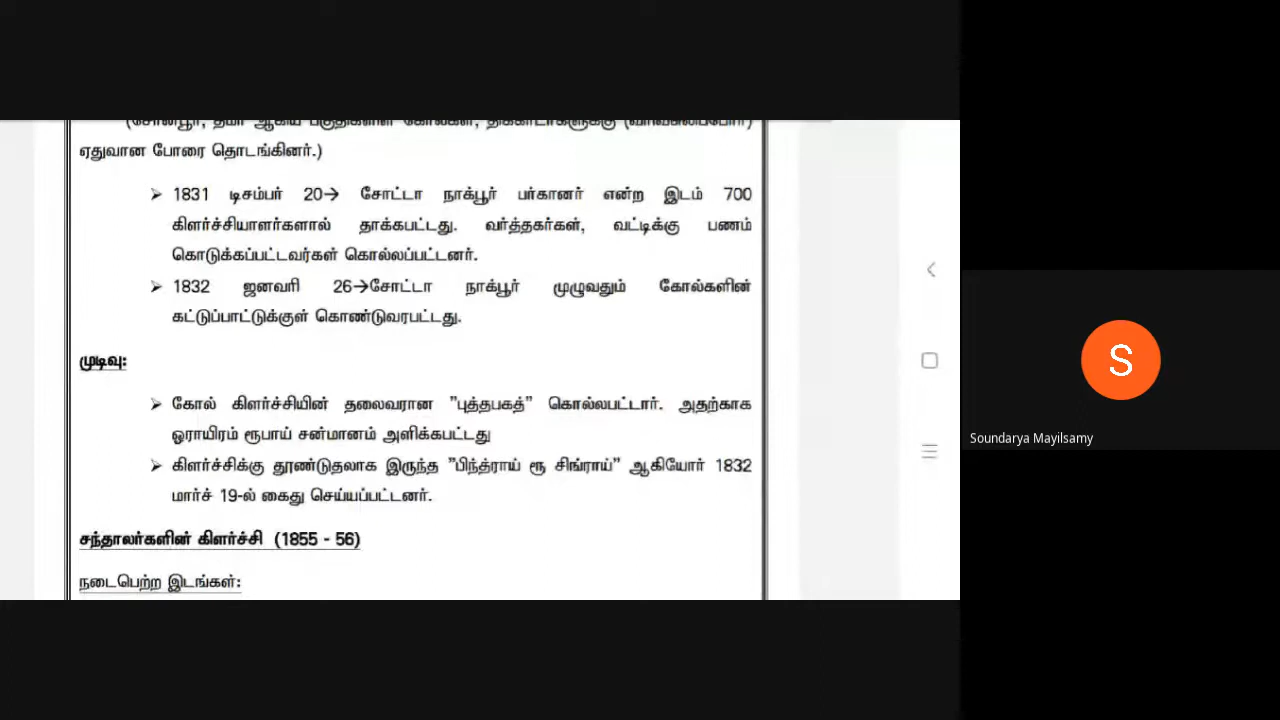 ஏதுவான போரை தொடங்கினர்.)
➢ 1831 டிசம்பர் 20→ சோட்டா நாக்பூர் பர்கானர் என்ற இடம் 700
கிளர்ச்சியாளர்களால் தாக்கபட்டது. வர்த்தகர்கள், வட்டிக்கு பணம்
கொடுக்கப்பட்டவர்கள் கொல்லப்பட்டனர்.
➢ 1832 ஜனவரி 26→சோட்டா நாக்பூர் முழுவதும் கோல்களின்
கட்டுப்பாட்டுக்குள் கொண்டுவரபட்டது.
முடிவு:
➢ கோல் கிளர்ச்சியின் தலைவரான "புத்தபகத்" கொல்லபட்டார். அதற்காக
ஓராயிரம் ரூபாய் சன்மானம் அளிக்கபட்டது
➢ கிளர்ச்சிக்கு தூண்டுதலாக இருந்த "பிந்த்ராய் ரூ சிங்ராய்" ஆகியோர் 1832
மார்ச் 19-ல் கைது செய்யப்பட்டனர்.
சந்தாலர்களின் கிளர்ச்சி (1855 - 56)
நடைபெற்ற இடங்கள்:
S
Soundarya Mayilsamy